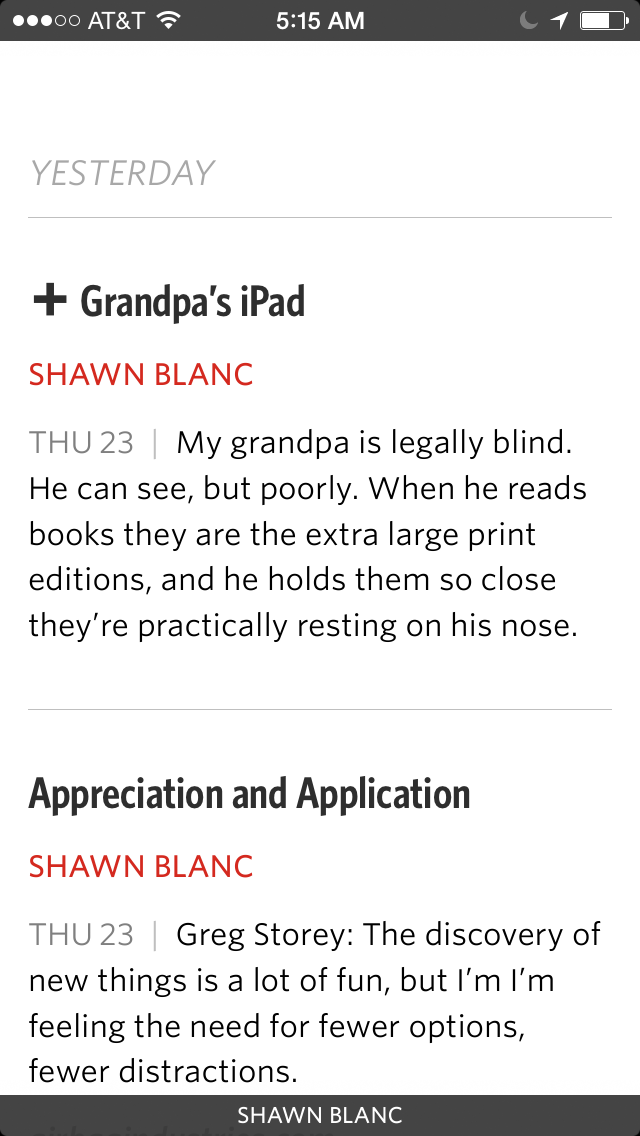 AT&T 5:15 AM
YESTERDAY
+ Grandpa's iPad
SHAWN BLANC
THU 23 | My grandpa is legally blind.
He can see, but poorly. When he reads
books they are the extra large print
editions, and he holds them so close
they're practically resting on his nose.
Appreciation and Application
SHAWN BLANC
THU 23 | Greg Storey: The discovery of
new things is a lot of fun, but I'm I'm
feeling the need for fewer options,
fewer distractions.
SHAWN BLANC